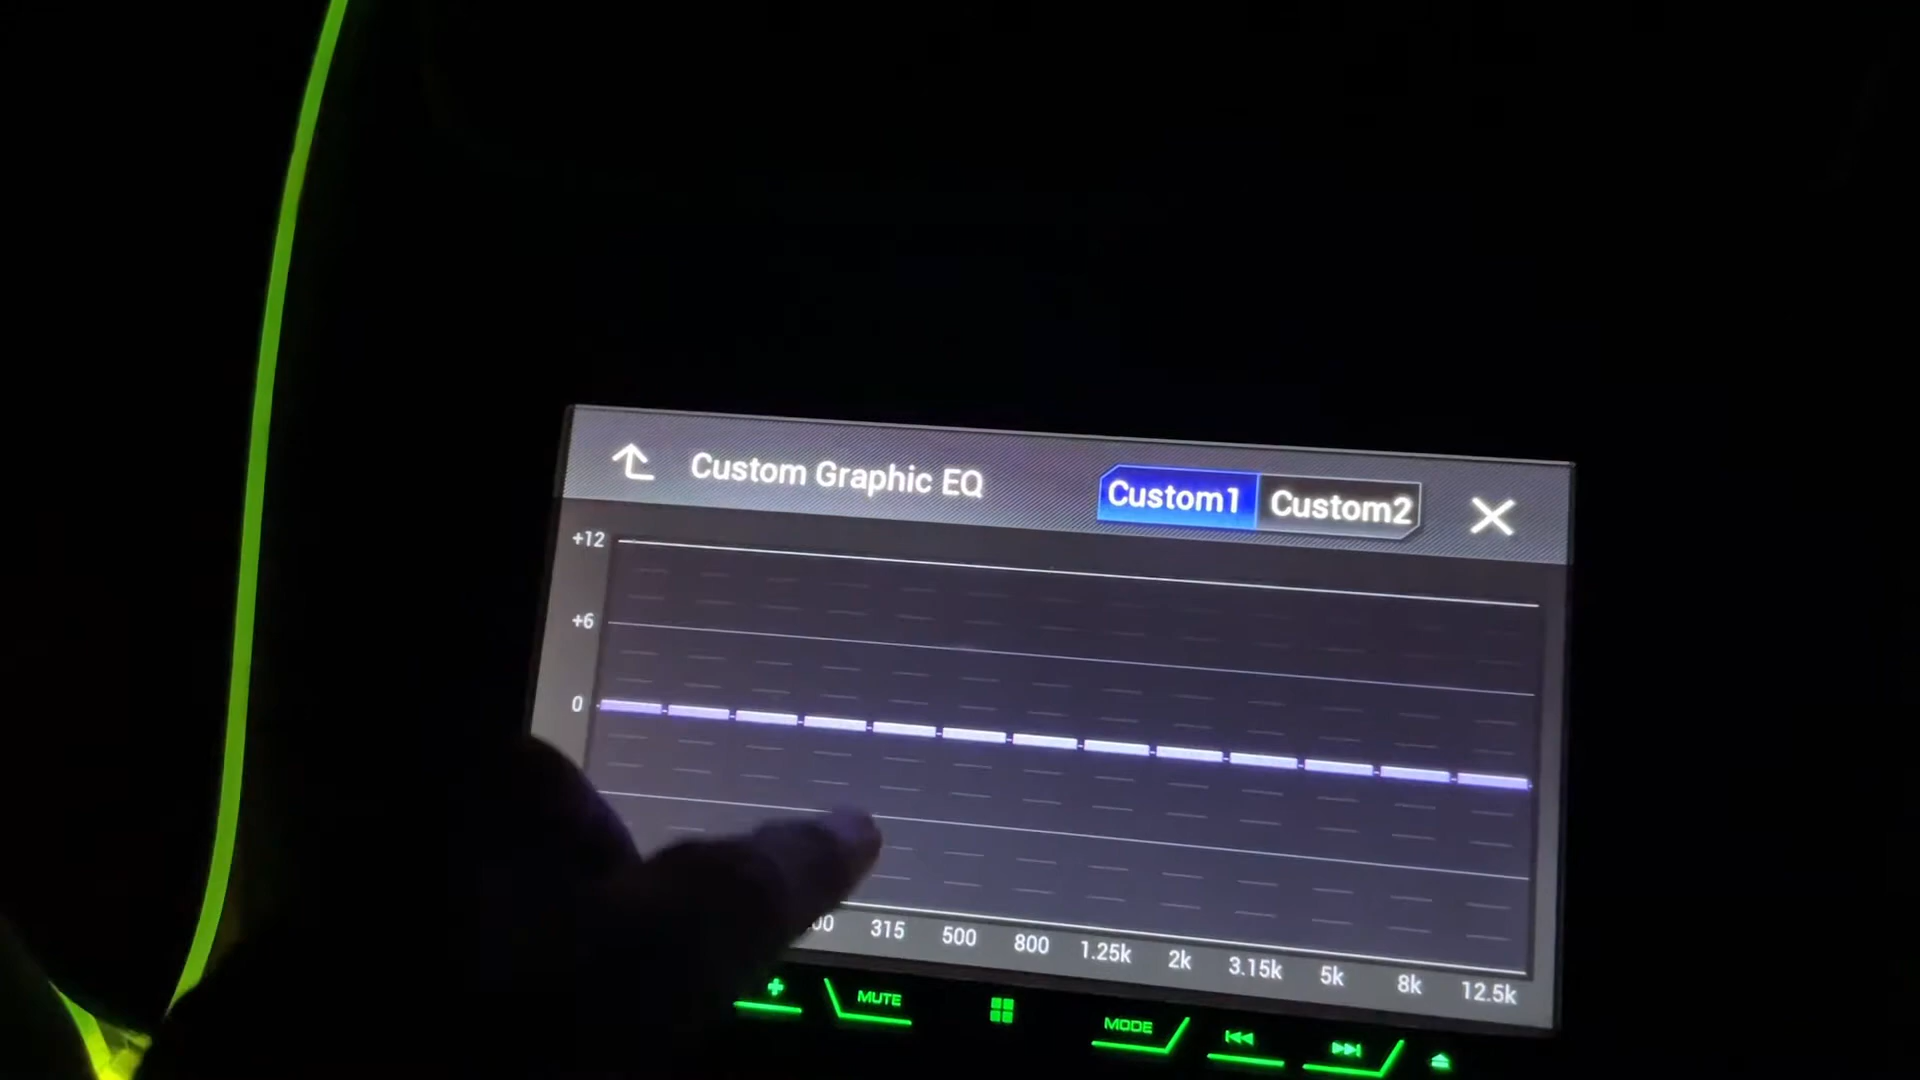 Custom Graphic EQ Custom1 Custom2
+12
+6
0
315 500 800 1.25k 2k 3.15k 5k 8k 12.5k
MUTE MODE